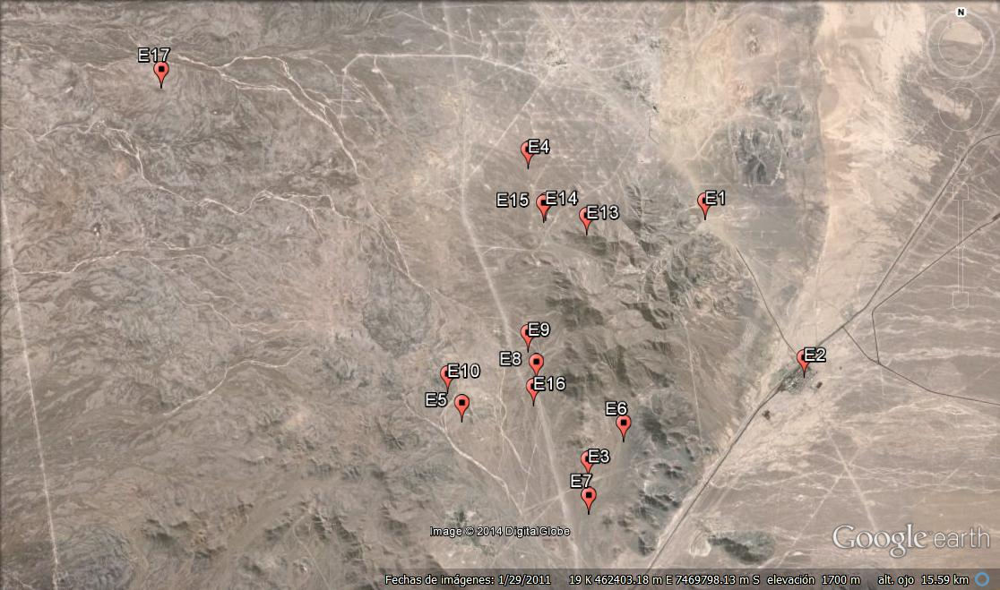 N
E17
E4
E15 E14
E13
E1
E9
E8
E2
E10
E16
E5
E6
E3
E7
Image © 2014 DigitalGlobe
Google earth
Fechas de imágenes: 1/29/2011 19 K 462403.18 m E 7469798.13 m S elevación 1700 m alt. ojo 15.59 km